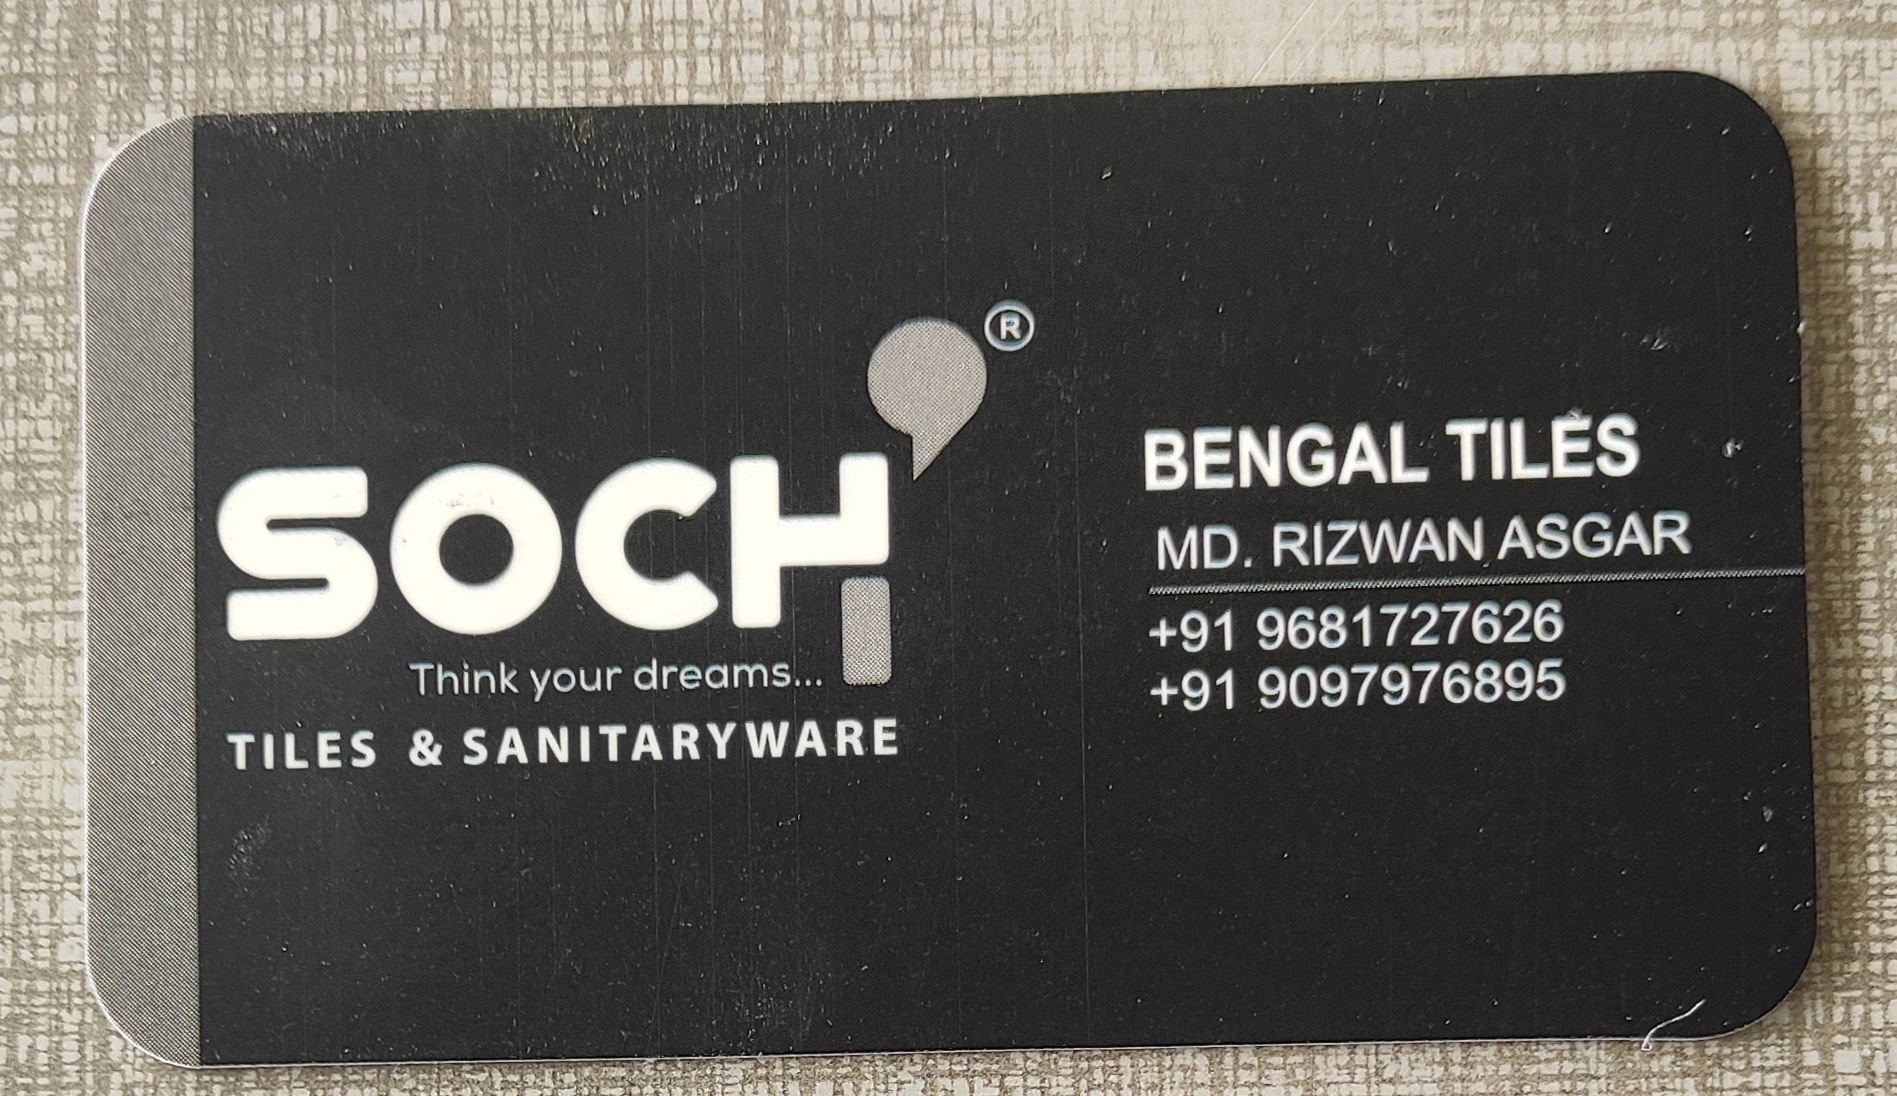 SOCH ®
Think your dreams...
TILES & SANITARYWARE
BENGAL TILES
MD. RIZWAN ASGAR
+91 9681727626
+91 9097976895